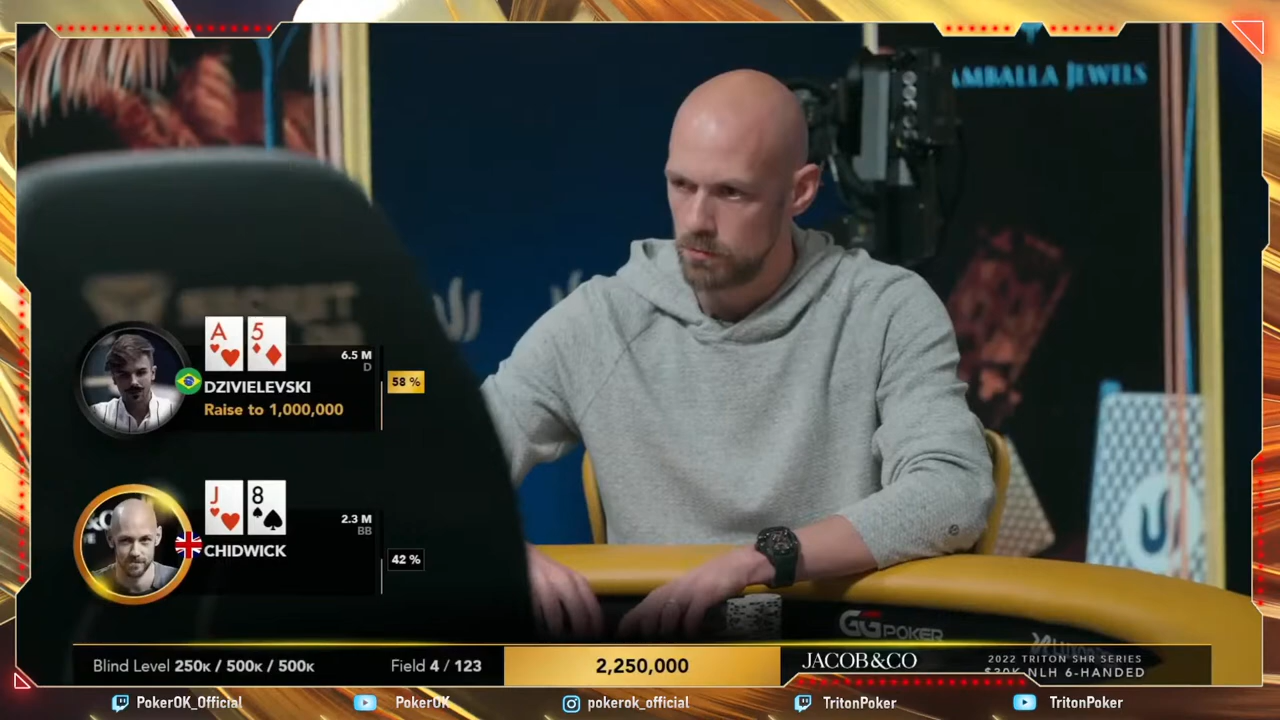 AMBALLA JEWELS
A 5
6.5 M
D
DZIVIELEVSKI
58 %
Raise to 1,000,000
J 8
2.3 M
BB
CHIDWICK
42 %
GGPOKER
Blind Level 250K / 500K / 500K
Field 4 / 123
2,250,000
JACOB&CO
2022 TRITON SHR SERIES
$30K NLH 6-HANDED
PokerOK_Official
PokerOK
pokerok_official
TritonPoker
TritonPoker